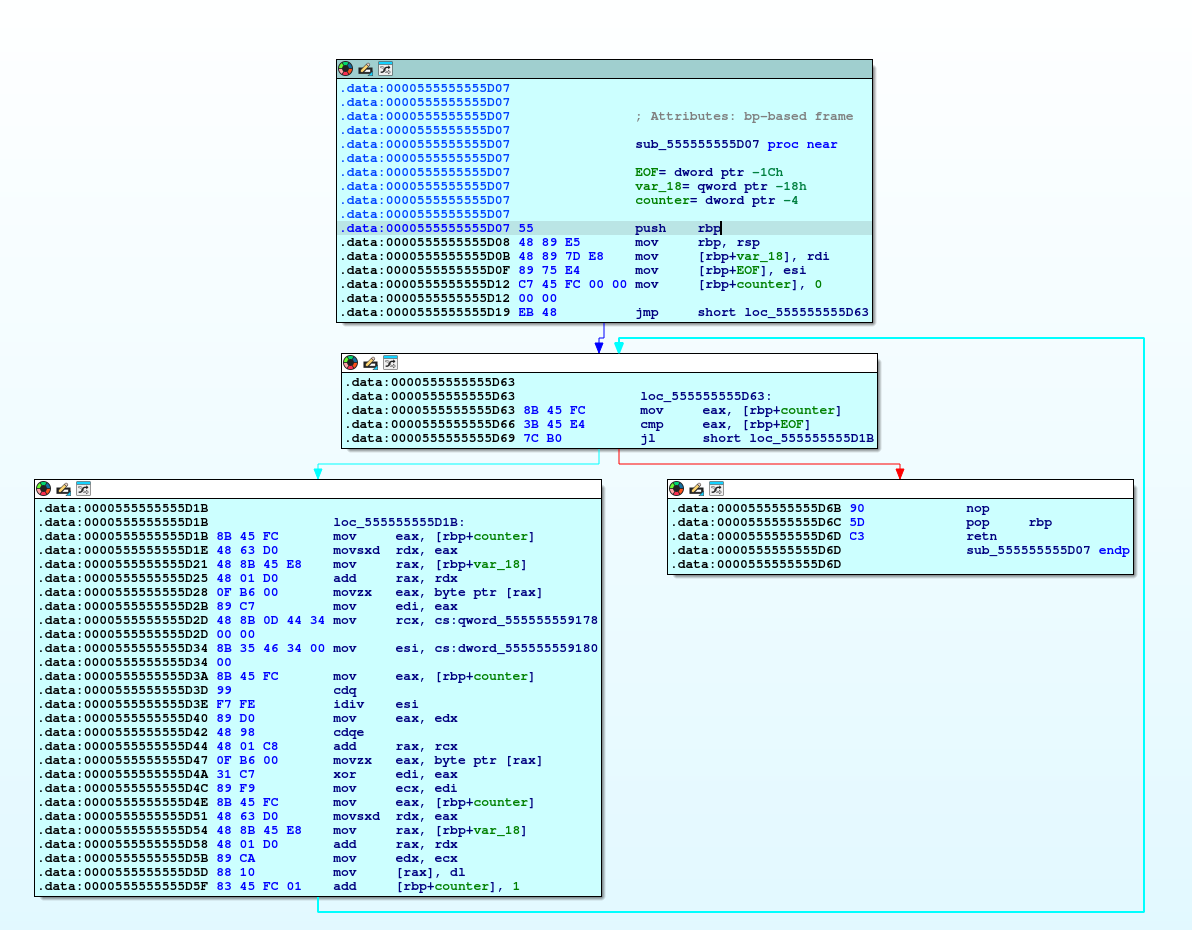 .data:0000555555555D07
.data:0000555555555D07
.data:0000555555555D07 ; Attributes: bp-based frame
.data:0000555555555D07
.data:0000555555555D07 sub_555555555D07 proc near
.data:0000555555555D07
.data:0000555555555D07 EOF= dword ptr -1Ch
.data:0000555555555D07 var_18= qword ptr -18h
.data:0000555555555D07 counter= dword ptr -4
.data:0000555555555D07
.data:0000555555555D07 55 push rbp
.data:0000555555555D08 48 89 E5 mov rbp, rsp
.data:0000555555555D0B 48 89 7D E8 mov [rbp+var_18], rdi
.data:0000555555555D0F 89 75 E4 mov [rbp+EOF], esi
.data:0000555555555D12 C7 45 FC 00 00 mov [rbp+counter], 0
.data:0000555555555D12 00 00
.data:0000555555555D19 EB 48 jmp short loc_555555555D63
.data:0000555555555D63
.data:0000555555555D63 loc_555555555D63:
.data:0000555555555D63 8B 45 FC mov eax, [rbp+counter]
.data:0000555555555D66 3B 45 E4 cmp eax, [rbp+EOF]
.data:0000555555555D69 7C B0 jl short loc_555555555D1B
.data:0000555555555D1B
.data:0000555555555D1B loc_555555555D1B:
.data:0000555555555D1B 8B 45 FC mov eax, [rbp+counter]
.data:0000555555555D1E 48 63 D0 movsxd rdx, eax
.data:0000555555555D21 48 8B 45 E8 mov rax, [rbp+var_18]
.data:0000555555555D25 48 01 D0 add rax, rdx
.data:0000555555555D28 0F B6 00 movzx eax, byte ptr [rax]
.data:0000555555555D2B 89 C7 mov edi, eax
.data:0000555555555D2D 48 8B 0D 44 34 mov rcx, cs:qword_555555559178
.data:0000555555555D2D 00 00
.data:0000555555555D34 8B 35 46 34 00 mov esi, cs:dword_555555559180
.data:0000555555555D34 00
.data:0000555555555D3A 8B 45 FC mov eax, [rbp+counter]
.data:0000555555555D3D 99 cdq
.data:0000555555555D3E F7 FE idiv esi
.data:0000555555555D40 89 D0 mov eax, edx
.data:0000555555555D42 48 98 cdqe
.data:0000555555555D44 48 01 C8 add rax, rcx
.data:0000555555555D47 0F B6 00 movzx eax, byte ptr [rax]
.data:0000555555555D4A 31 C7 xor edi, eax
.data:0000555555555D4C 89 F9 mov ecx, edi
.data:0000555555555D4E 8B 45 FC mov eax, [rbp+counter]
.data:0000555555555D51 48 63 D0 movsxd rdx, eax
.data:0000555555555D54 48 8B 45 E8 mov rax, [rbp+var_18]
.data:0000555555555D58 48 01 D0 add rax, rdx
.data:0000555555555D5B 89 CA mov edx, ecx
.data:0000555555555D5D 88 10 mov [rax], dl
.data:0000555555555D5F 83 45 FC 01 add [rbp+counter], 1
.data:0000555555555D6B 90 nop
.data:0000555555555D6C 5D pop rbp
.data:0000555555555D6D C3 retn
.data:0000555555555D6D sub_555555555D07 endp
.data:0000555555555D6D